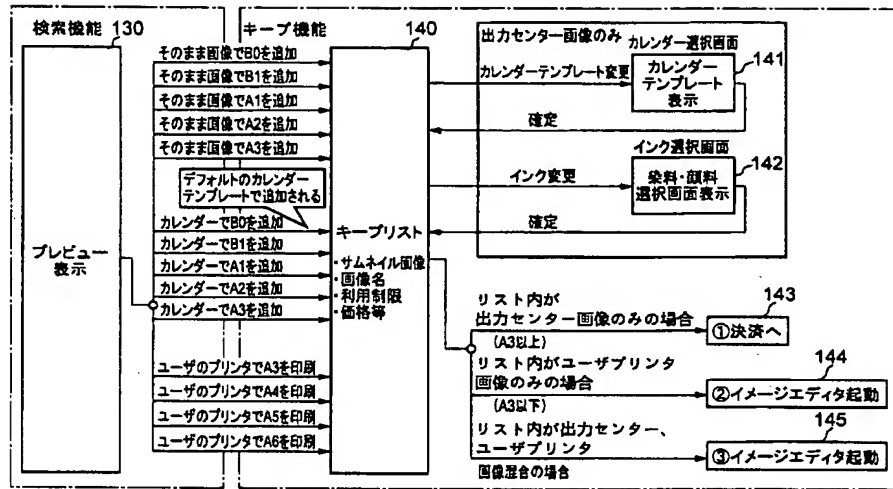 検索機能
130
キープ機能
140
そのまま画像でB0を追加
そのまま画像でB1を追加
そのまま画像でA1を追加
そのまま画像でA2を追加
そのまま画像でA3を追加
デフォルトのカレンダー
テンプレートで追加される
カレンダーでB0を追加
カレンダーでB1を追加
カレンダーでA1を追加
カレンダーでA2を追加
カレンダーでA3を追加
ユーザのプリンタでA3を印刷
ユーザのプリンタでA4を印刷
ユーザのプリンタでA5を印刷
ユーザのプリンタでA6を印刷
プレビュー
表示
キープリスト
・サムネイル画像
・画像名
・利用制限
・価格等
出力センター画像のみ
カレンダー選択画面
141
カレンダーテンプレート変更
カレンダー
テンプレート
表示
確定
インク選択画面
142
インク変更
染料・顔料
選択画面表示
確定
リスト内が
出力センター画像のみの場合
(A3以上)
143
①決済へ
リスト内がユーザプリンタ
画像のみの場合
(A3以下)
144
②イメージエディタ起動
リスト内が出力センター、
ユーザプリンタ
画像混合の場合
145
③イメージエディタ起動